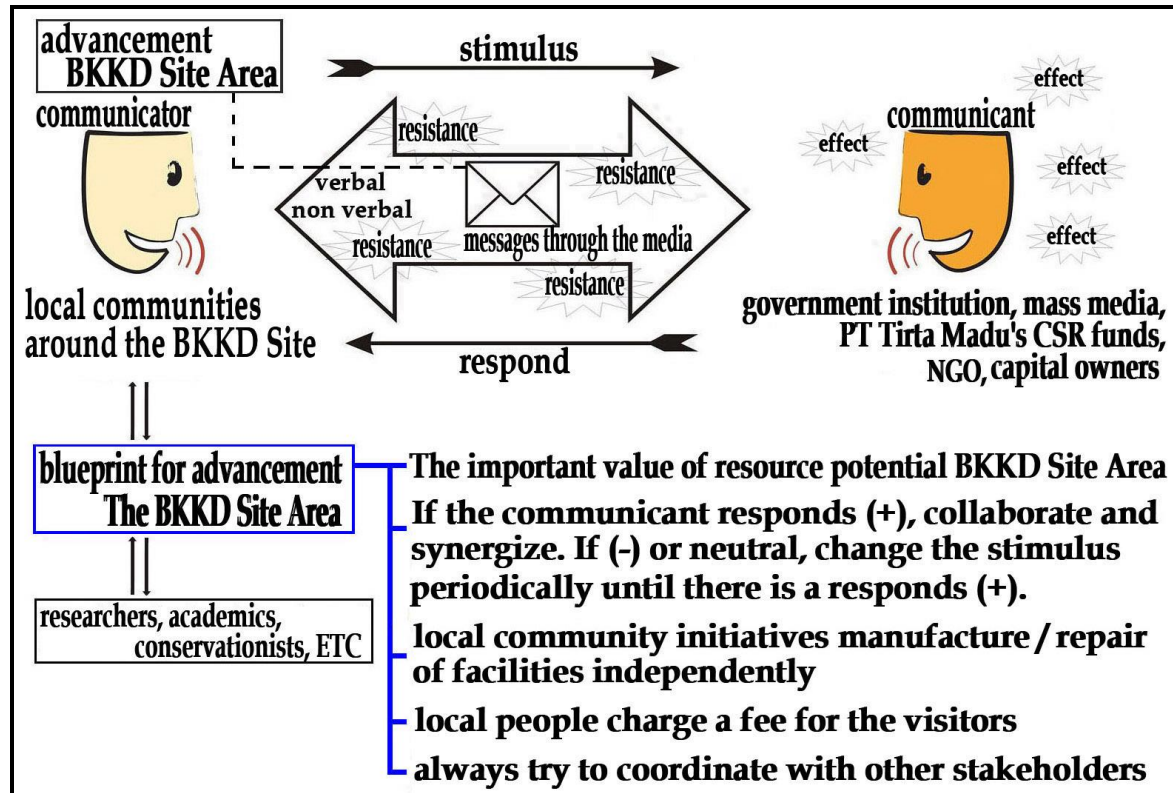 advancement
BKKD Site Area
stimulus
communicator
communicant
effect
effect
effect
effect
resistance
resistance
verbal
non verbal
resistance
messages through the media
resistance
local communities
around the BKKD Site
respond
government institution, mass media,
PT Tirta Madu's CSR funds,
NGO, capital owners
blueprint for advancement
The BKKD Site Area
researchers, academics,
conservationists, ETC
The important value of resource potential BKKD Site Area
If the communicant responds (+), collaborate and
synergize. If (-) or neutral, change the stimulus
periodically until there is a responds (+).
local community initiatives manufacture / repair
of facilities independently
local people charge a fee for the visitors
always try to coordinate with other stakeholders